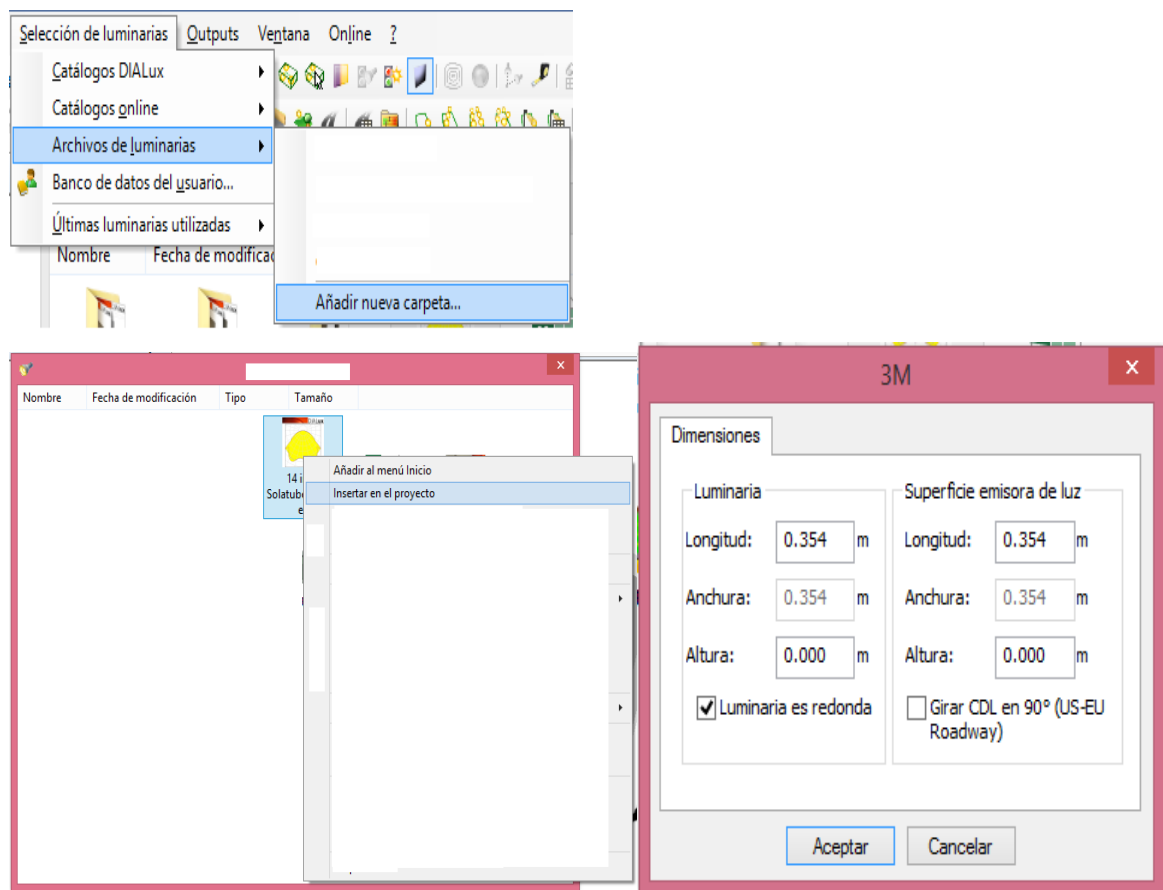 Selección de luminarias Outputs Ventana Online ?
Catálogos DIALux
Catálogos online
Archivos de luminarias
Banco de datos del usuario...
Últimas luminarias utilizadas
Nombre Fecha de modificac
Añadir nueva carpeta...
Nombre Fecha de modificación Tipo Tamaño
14 i
Solatube
e
Añadir al menú Inicio
Insertar en el proyecto
3M
Dimensiones
Luminaria
Longitud: 0.354 m
Anchura: 0.354 m
Altura: 0.000 m
Luminaria es redonda
Superficie emisora de luz
Longitud: 0.354 m
Anchura: 0.354 m
Altura: 0.000 m
Girar CDL en 90° (US-EU
Roadway)
Aceptar Cancelar